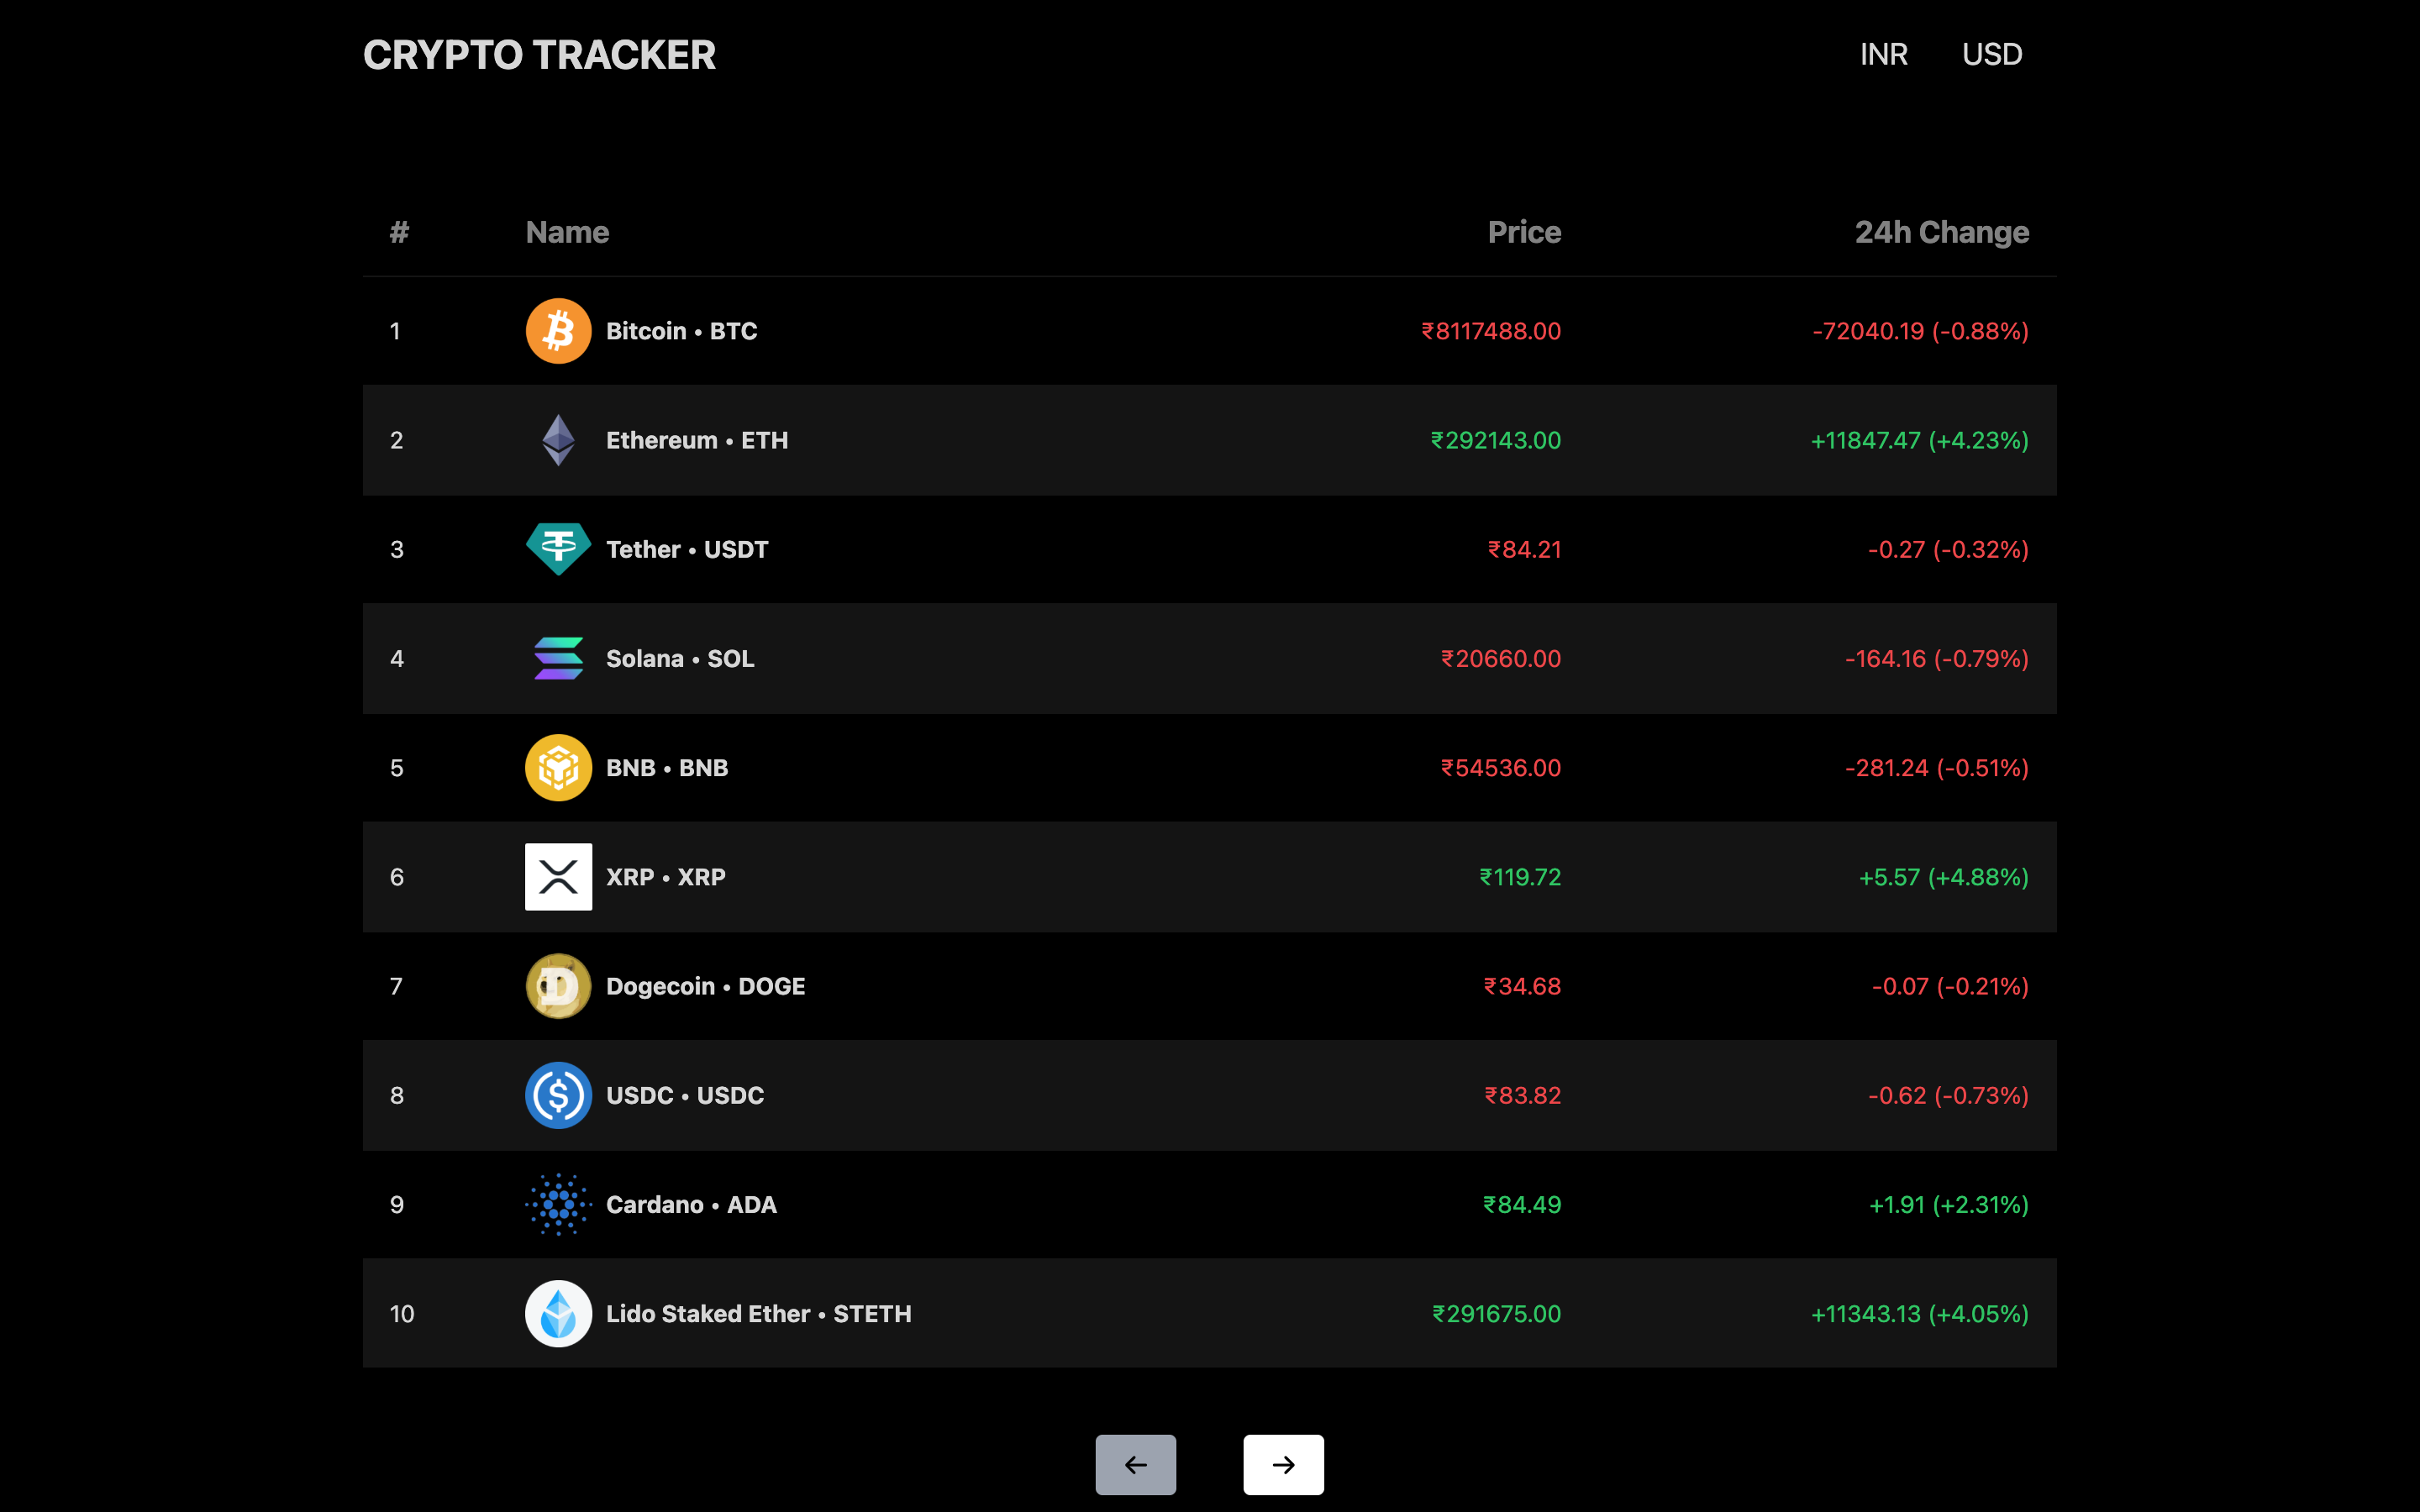 CRYPTO TRACKER INR USD
# Name Price 24h Change
1 Bitcoin • BTC ₹8117488.00 -72040.19 (-0.88%)
2 Ethereum • ETH ₹292143.00 +11847.47 (+4.23%)
3 Tether • USDT ₹84.21 -0.27 (-0.32%)
4 Solana • SOL ₹20660.00 -164.16 (-0.79%)
5 BNB • BNB ₹54536.00 -281.24 (-0.51%)
6 XRP • XRP ₹119.72 +5.57 (+4.88%)
7 Dogecoin • DOGE ₹34.68 -0.07 (-0.21%)
8 USDC • USDC ₹83.82 -0.62 (-0.73%)
9 Cardano • ADA ₹84.49 +1.91 (+2.31%)
10 Lido Staked Ether • STETH ₹291675.00 +11343.13 (+4.05%)